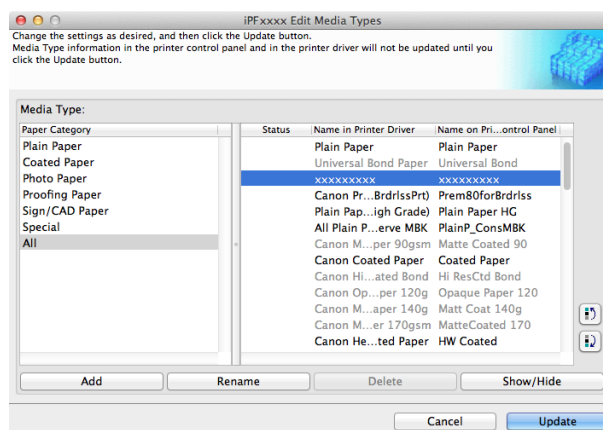 iPFxxxx Edit Media Types
Change the settings as desired, and then click the Update button.
Media Type information in the printer control panel and in the printer driver will not be updated until you
click the Update button.
Media Type:
Paper Category
Plain Paper
Coated Paper
Photo Paper
Proofing Paper
Sign/CAD Paper
Special
All
Status Name in Printer Driver Name on Pri...ontrol Panel
Plain Paper Plain Paper
Universal Bond Paper Universal Bond
xxxxxxxxx xxxxxxxxx
Canon Pr...BrdrlssPrt) Prem80forBrdrlss
Plain Pap...igh Grade) Plain Paper HG
All Plain P...erve MBK PlainP_ConsMBK
Canon M...per 90gsm Matte Coated 90
Canon Coated Paper Coated Paper
Canon Hi...ated Bond Hi ResCtd Bond
Canon Op...per 120g Opaque Paper 120
Canon M...aper 140g Matt Coat 140g
Canon M...er 170gsm MatteCoated 170
Canon He...ted Paper HW Coated
Add Rename Delete Show/Hide
Cancel Update